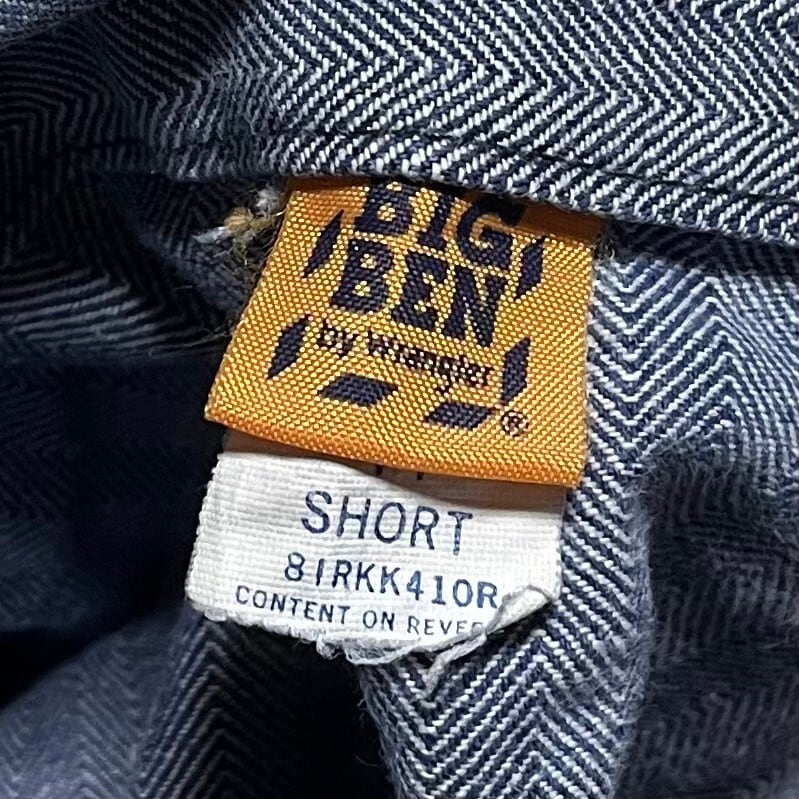 BIG
BEN
by Wrangler
®
SHORT
81RKK410R
CONTENT ON REVE